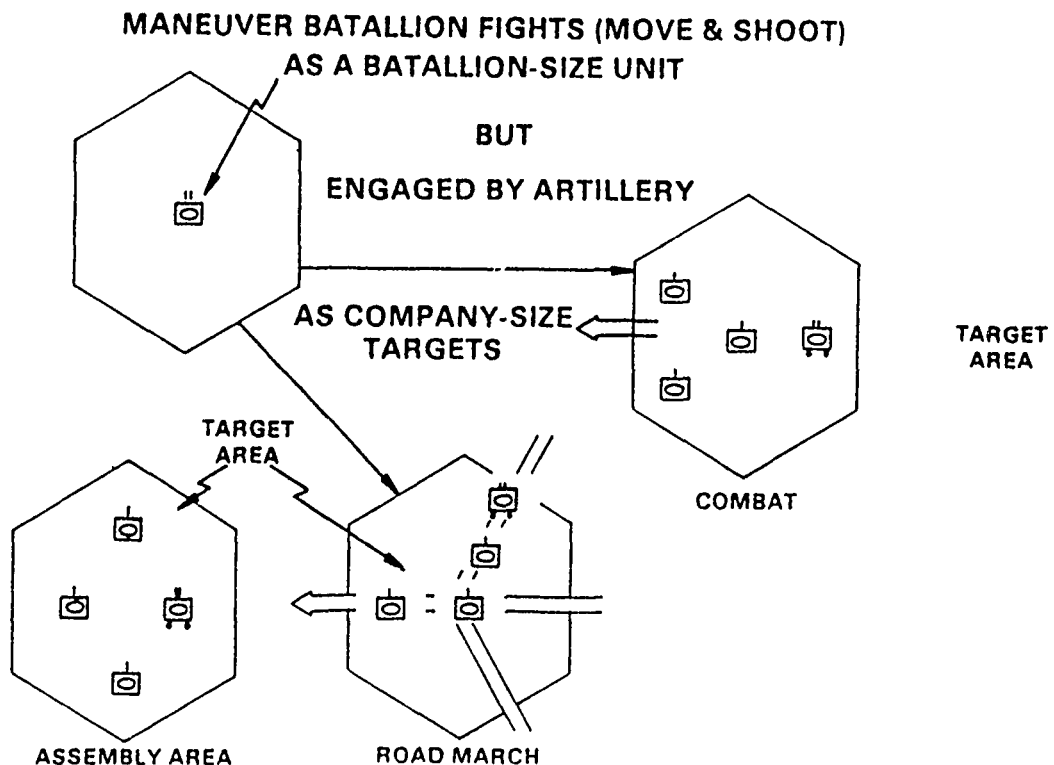 MANEUVER BATALLION FIGHTS (MOVE & SHOOT)
AS A BATALLION-SIZE UNIT
BUT
ENGAGED BY ARTILLERY
AS COMPANY-SIZE
TARGETS
TARGET
AREA
COMBAT
TARGET
AREA
ASSEMBLY AREA
ROAD MARCH